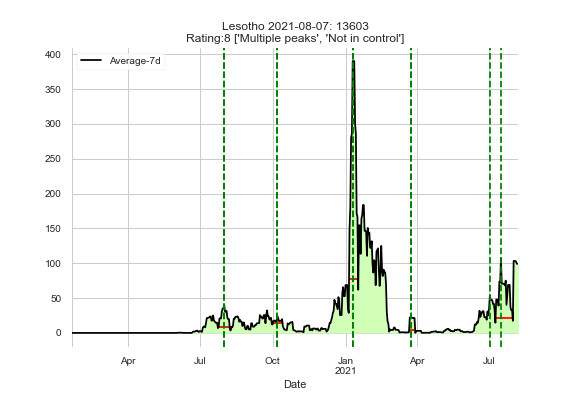 Lesotho 2021-08-07: 13603
Rating:8 ['Multiple peaks', 'Not in control']
400
350
300
250
200
150
100
50
0
Average-7d
Apr
Jul
Oct
Jan
2021
Apr
Jul
Date